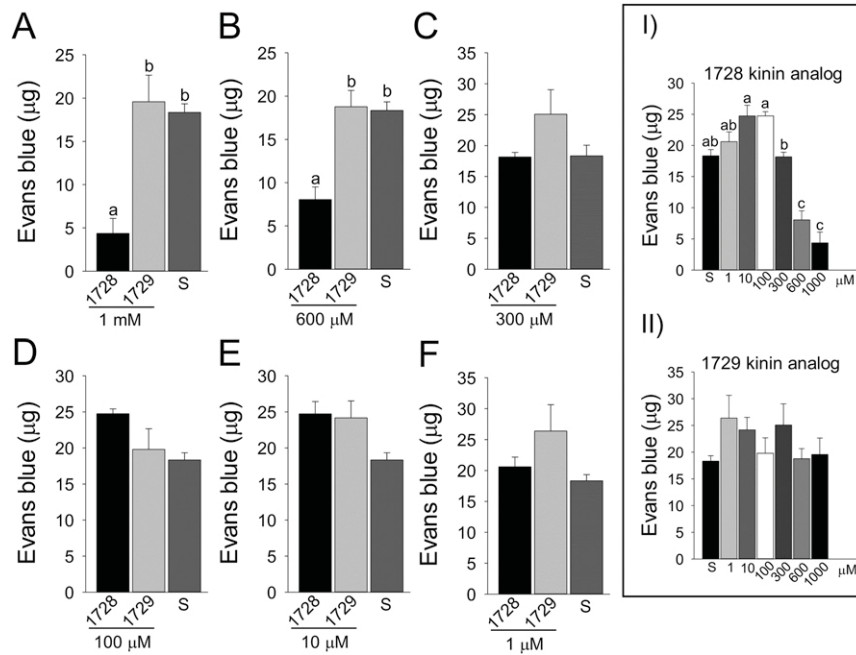 A
Evans blue (μg)
25
20
15
10
5
0
a
b
b
1728
1729
S
1 mM
B
Evans blue (μg)
25
20
15
10
5
0
a
b
b
1728
1729
S
600 μM
C
Evans blue (μg)
35
30
25
20
15
10
5
0
1728
1729
S
300 μM
D
Evans blue (μg)
30
25
20
15
10
5
0
1728
1729
S
100 μM
E
Evans blue (μg)
30
25
20
15
10
5
0
1728
1729
S
10 μM
F
Evans blue (μg)
35
30
25
20
15
10
5
0
1728
1729
S
1 μM
I)
1728 kinin analog
Evans blue (μg)
30
25
20
15
10
5
0
ab
ab
a
a
b
c
c
S
1
10
100
300
600
1000
μM
II)
1729 kinin analog
Evans blue (μg)
35
30
25
20
15
10
5
0
S
1
10
100
300
600
1000
μM